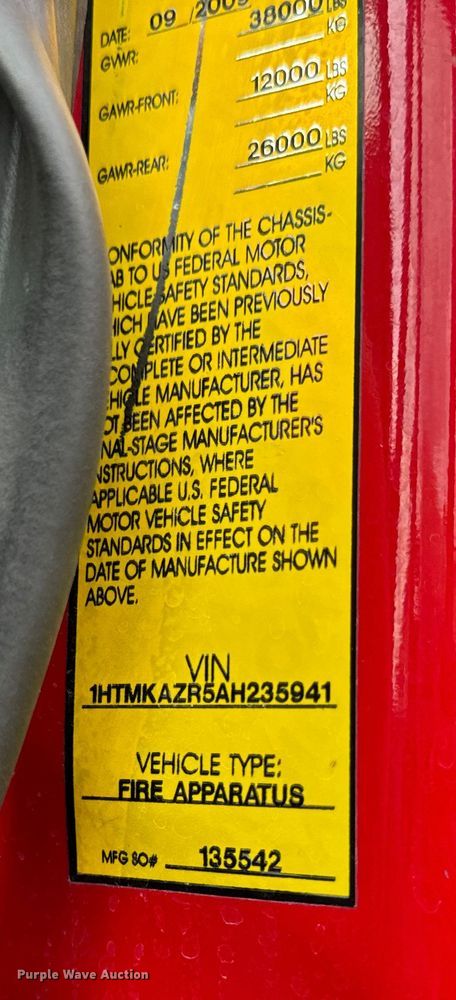 DATE: 09 /2009
GVWR: 38000 LBS
KG
GAWR-FRONT: 12000 LBS
KG
GAWR-REAR: 26000 LBS
KG
ONFORMITY OF THE CHASSIS-
AB TO US FEDERAL MOTOR
HICLE SAFETY STANDARDS,
HICH HAVE BEEN PREVIOUSLY
LLY CERTIFIED BY THE
COMPLETE OR INTERMEDIATE
EHICLE MANUFACTURER, HAS
OT BEEN AFFECTED BY THE
NAL-STAGE MANUFACTURER'S
NSTRUCTIONS, WHERE
APPLICABLE U.S. FEDERAL
MOTOR VEHICLE SAFETY
STANDARDS IN EFFECT ON THE
DATE OF MANUFACTURE SHOWN
ABOVE.
VIN
1HTMKAZR5AH235941
VEHICLE TYPE:
FIRE APPARATUS
MFG SO# 135542
Purple Wave Auction